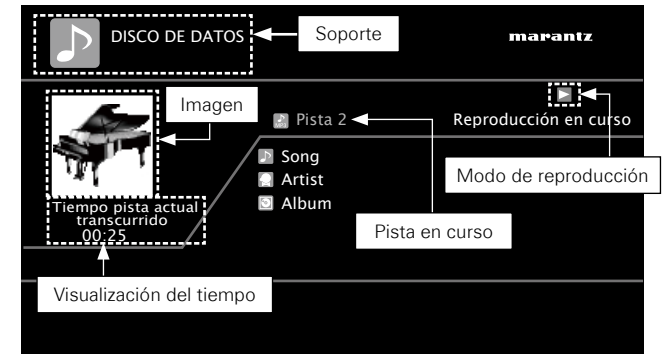 DISCO DE DATOS
Soporte
marantz
Imagen
Pista 2
Reproducción en curso
Song
Artist
Album
Modo de reproducción
Tiempo pista actual
transcurrido
00:25
Pista en curso
Visualización del tiempo